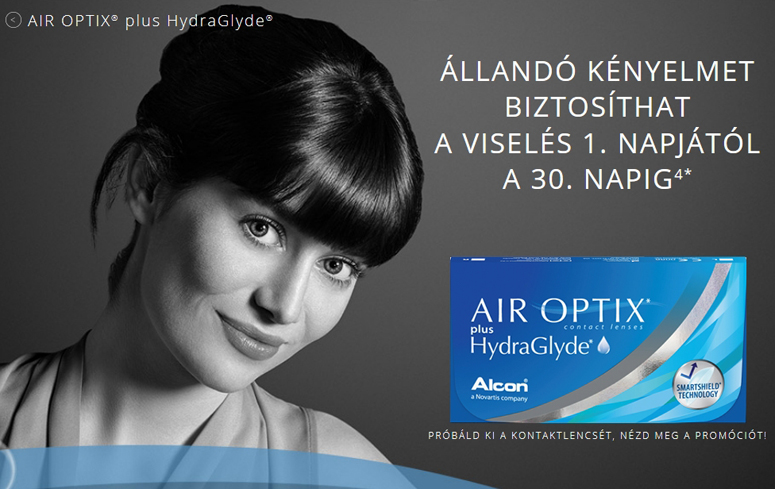 < AIR OPTIX® plus HydraGlyde®
ÁLLANDÓ KÉNYELMET
BIZTOSÍTHAT
A VISELÉS 1. NAPJÁTÓL
A 30. NAPIG⁴*
AIR OPTIX®
contact lenses
plus
HydraGlyde®
Alcon®
a Novartis company
SMARTSHIELD®
TECHNOLOGY
PRÓBÁLD KI A KONTAKTLENCSÉT, NÉZD MEG A PROMÓCIÓT!